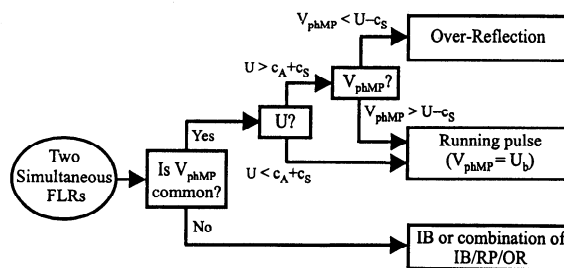 V_phMP < U–c_S
Over-Reflection
U > c_A+c_S
V_phMP?
V_phMP > U–c_S
Yes
U?
Running pulse
(V_phMP = U_b)
Two
Simultaneous
FLRs
Is V_phMP
common?
U < c_A+c_S
No
IB or combination of
IB/RP/OR